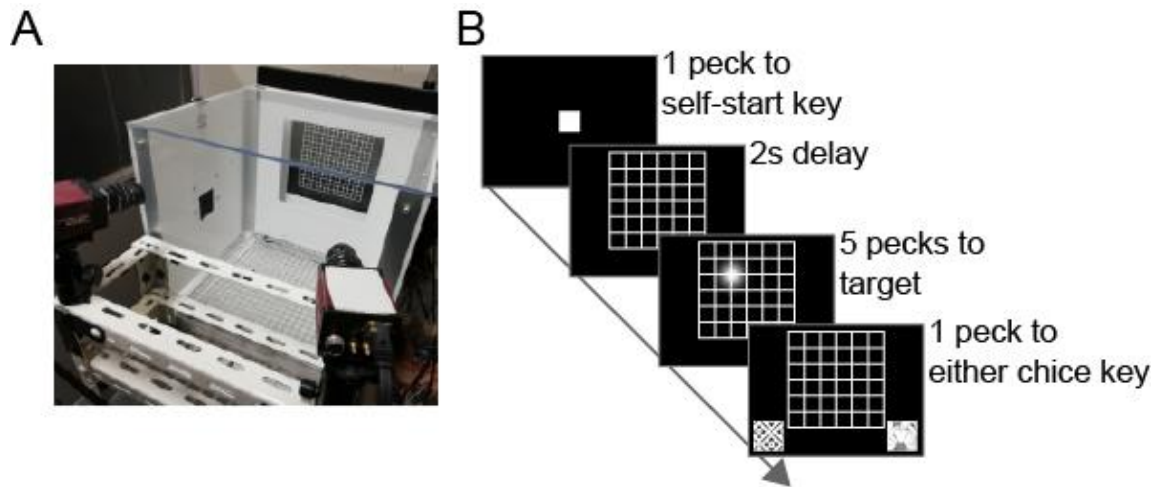 A
B
1 peck to
self-start key
2s delay
5 pecks to
target
1 peck to
either chice key